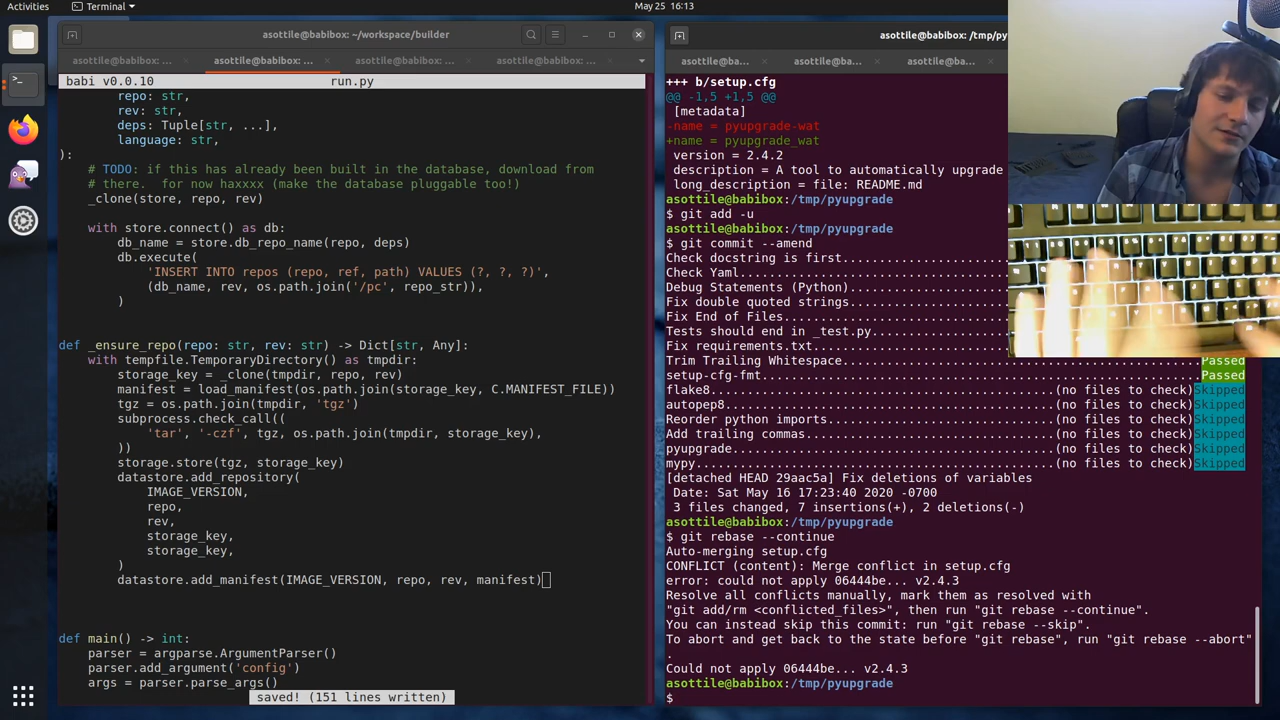 Activities
Terminal
May 25 16:13
asottile@babibox: ~/workspace/builder
asottile@babibox: ...
asottile@babibox: ...
asottile@babibox: ...
asottile@babibox: ...
babi v0.0.10 run.py
repo: str,
rev: str,
deps: Tuple[str, ...],
language: str,
):
# TODO: if this has already been built in the database, download from
# there.  for now haxxxx (make the database pluggable too!)
_clone(store, repo, rev)
with store.connect() as db:
db_name = store.db_repo_name(repo, deps)
db.execute(
'INSERT INTO repos (repo, ref, path) VALUES (?, ?, ?)',
(db_name, rev, os.path.join('/pc', repo_str)),
)
def _ensure_repo(repo: str, rev: str) -> Dict[str, Any]:
with tempfile.TemporaryDirectory() as tmpdir:
storage_key = _clone(tmpdir, repo, rev)
manifest = load_manifest(os.path.join(storage_key, C.MANIFEST_FILE))
tgz = os.path.join(tmpdir, 'tgz')
subprocess.check_call((
'tar', '-czf', tgz, os.path.join(tmpdir, storage_key),
))
storage.store(tgz, storage_key)
datastore.add_repository(
IMAGE_VERSION,
repo,
rev,
storage_key,
storage_key,
)
datastore.add_manifest(IMAGE_VERSION, repo, rev, manifest)
def main() -> int:
parser = argparse.ArgumentParser()
parser.add_argument('config')
args = parser.parse_args()
saved! (151 lines written)
asottile@babibox: /tmp/py
asottile@ba...
asottile@ba...
asottile@ba...
+++ b/setup.cfg
@@ -1,5 +1,5 @@
[metadata]
-name = pyupgrade-wat
+name = pyupgrade_wat
version = 2.4.2
description = A tool to automatically upgrade
long_description = file: README.md
asottile@babibox:/tmp/pyupgrade
$ git add -u
asottile@babibox:/tmp/pyupgrade
$ git commit --amend
Check docstring is first......................
Check Yaml....................................
Debug Statements (Python).....................
Fix double quoted strings.....................
Fix End of Files..............................
Tests should end in _test.py..................
Fix requirements.txt..........................
Trim Trailing Whitespace.................................................Passed
setup-cfg-fmt............................................................Passed
flake8...............................................(no files to check)Skipped
autopep8.............................................(no files to check)Skipped
Reorder python imports...............................(no files to check)Skipped
Add trailing commas..................................(no files to check)Skipped
pyupgrade............................................(no files to check)Skipped
mypy.................................................(no files to check)Skipped
[detached HEAD 29aac5a] Fix deletions of variables
Date: Sat May 16 17:23:40 2020 -0700
3 files changed, 7 insertions(+), 2 deletions(-)
asottile@babibox:/tmp/pyupgrade
$ git rebase --continue
Auto-merging setup.cfg
CONFLICT (content): Merge conflict in setup.cfg
error: could not apply 06444be... v2.4.3
Resolve all conflicts manually, mark them as resolved with
"git add/rm <conflicted_files>", then run "git rebase --continue".
You can instead skip this commit: run "git rebase --skip".
To abort and get back to the state before "git rebase", run "git rebase --abort"
.
Could not apply 06444be... v2.4.3
asottile@babibox:/tmp/pyupgrade
$